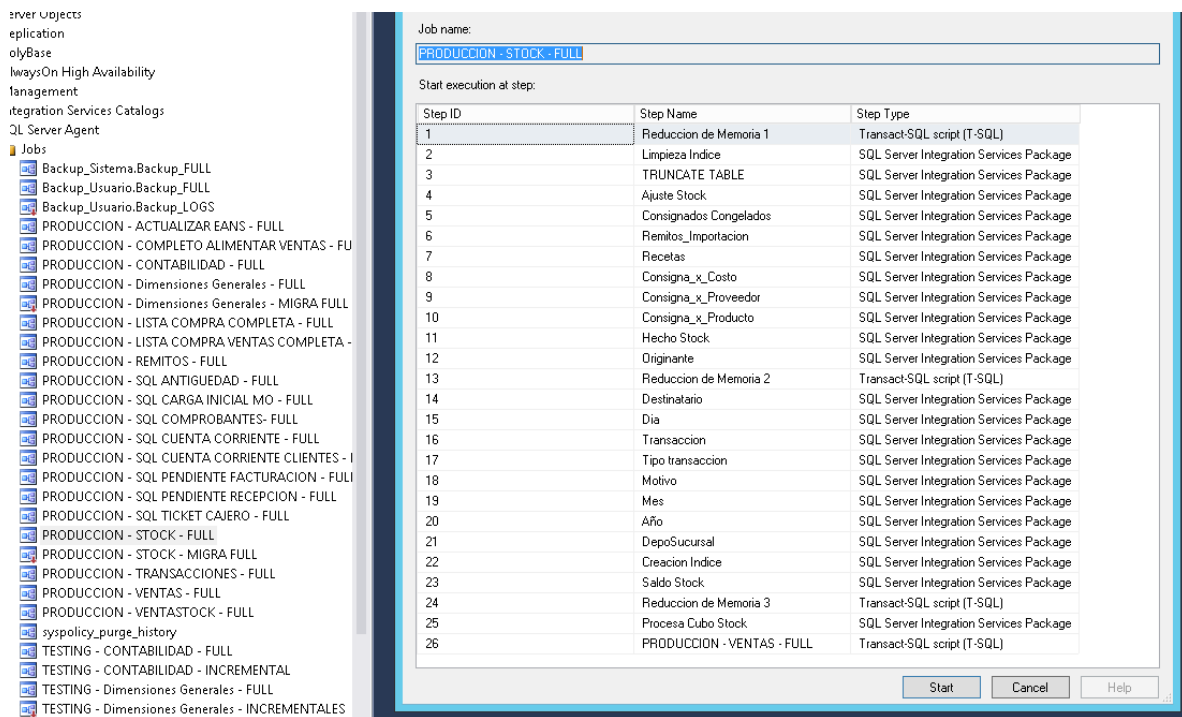 erver Objects
eplication
olyBase
lwaysOn High Availability
Management
ntegration Services Catalogs
QL Server Agent
Jobs
Backup_Sistema.Backup_FULL
Backup_Usuario.Backup_FULL
Backup_Usuario.Backup_LOGS
PRODUCCION - ACTUALIZAR EANS - FULL
PRODUCCION - COMPLETO ALIMENTAR VENTAS - FU
PRODUCCION - CONTABILIDAD - FULL
PRODUCCION - Dimensiones Generales - FULL
PRODUCCION - Dimensiones Generales - MIGRA FULL
PRODUCCION - LISTA COMPRA COMPLETA - FULL
PRODUCCION - LISTA COMPRA VENTAS COMPLETA -
PRODUCCION - REMITOS - FULL
PRODUCCION - SQL ANTIGUEDAD - FULL
PRODUCCION - SQL CARGA INICIAL MO - FULL
PRODUCCION - SQL COMPROBANTES- FULL
PRODUCCION - SQL CUENTA CORRIENTE - FULL
PRODUCCION - SQL CUENTA CORRIENTE CLIENTES -
PRODUCCION - SQL PENDIENTE FACTURACION - FULL
PRODUCCION - SQL PENDIENTE RECEPCION - FULL
PRODUCCION - SQL TICKET CAJERO - FULL
PRODUCCION - STOCK - FULL
PRODUCCION - STOCK - MIGRA FULL
PRODUCCION - TRANSACCIONES - FULL
PRODUCCION - VENTAS - FULL
PRODUCCION - VENTASTOCK - FULL
syspolicy_purge_history
TESTING - CONTABILIDAD - FULL
TESTING - CONTABILIDAD - INCREMENTAL
TESTING - Dimensiones Generales - FULL
TESTING - Dimensiones Generales - INCREMENTALES
Job name:
PRODUCCION - STOCK - FULL
Start execution at step:
Step ID Step Name Step Type
1 Reduccion de Memoria 1 Transact-SQL script (T-SQL)
2 Limpieza Indice SQL Server Integration Services Package
3 TRUNCATE TABLE SQL Server Integration Services Package
4 Ajuste Stock SQL Server Integration Services Package
5 Consignados Congelados SQL Server Integration Services Package
6 Remitos_Importacion SQL Server Integration Services Package
7 Recetas SQL Server Integration Services Package
8 Consigna_x_Costo SQL Server Integration Services Package
9 Consigna_x_Proveedor SQL Server Integration Services Package
10 Consigna_x_Producto SQL Server Integration Services Package
11 Hecho Stock SQL Server Integration Services Package
12 Originante SQL Server Integration Services Package
13 Reduccion de Memoria 2 Transact-SQL script (T-SQL)
14 Destinatario SQL Server Integration Services Package
15 Dia SQL Server Integration Services Package
16 Transaccion SQL Server Integration Services Package
17 Tipo transaccion SQL Server Integration Services Package
18 Motivo SQL Server Integration Services Package
19 Mes SQL Server Integration Services Package
20 Año SQL Server Integration Services Package
21 DepoSucursal SQL Server Integration Services Package
22 Creacion Indice SQL Server Integration Services Package
23 Saldo Stock SQL Server Integration Services Package
24 Reduccion de Memoria 3 Transact-SQL script (T-SQL)
25 Procesa Cubo Stock SQL Server Integration Services Package
26 PRODUCCION - VENTAS - FULL Transact-SQL script (T-SQL)
Start Cancel Help